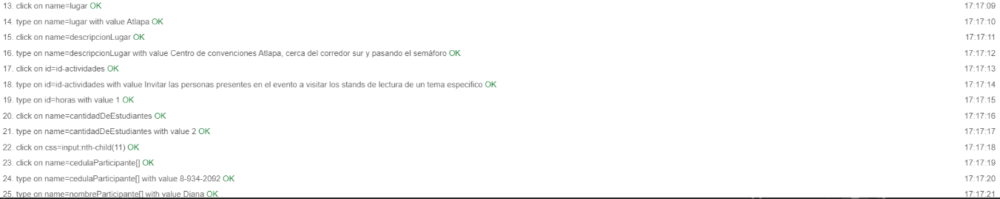 13. click on name=lugar OK 17:17:09
14. type on name=lugar with value Atlapa OK 17:17:10
15. click on name=descripcionLugar OK 17:17:11
16. type on name=descripcionLugar with value Centro de convenciones Atlapa, cerca del corredor sur y pasando el semáforo OK 17:17:12
17. click on id=id-actividades OK 17:17:13
18. type on id=id-actividades with value Invitar las personas presentes en el evento a visitar los stands de lectura de un tema especifico OK 17:17:14
19. type on id=horas with value 1 OK 17:17:15
20. click on name=cantidadDeEstudiantes OK 17:17:16
21. type on name=cantidadDeEstudiantes with value 2 OK 17:17:17
22. click on css=input:nth-child(11) OK 17:17:18
23. click on name=cedulaParticipante[] OK 17:17:19
24. type on name=cedulaParticipante[] with value 8-934-2092 OK 17:17:20
25. type on name=nombreParticipante[] with value Diana OK 17:17:21